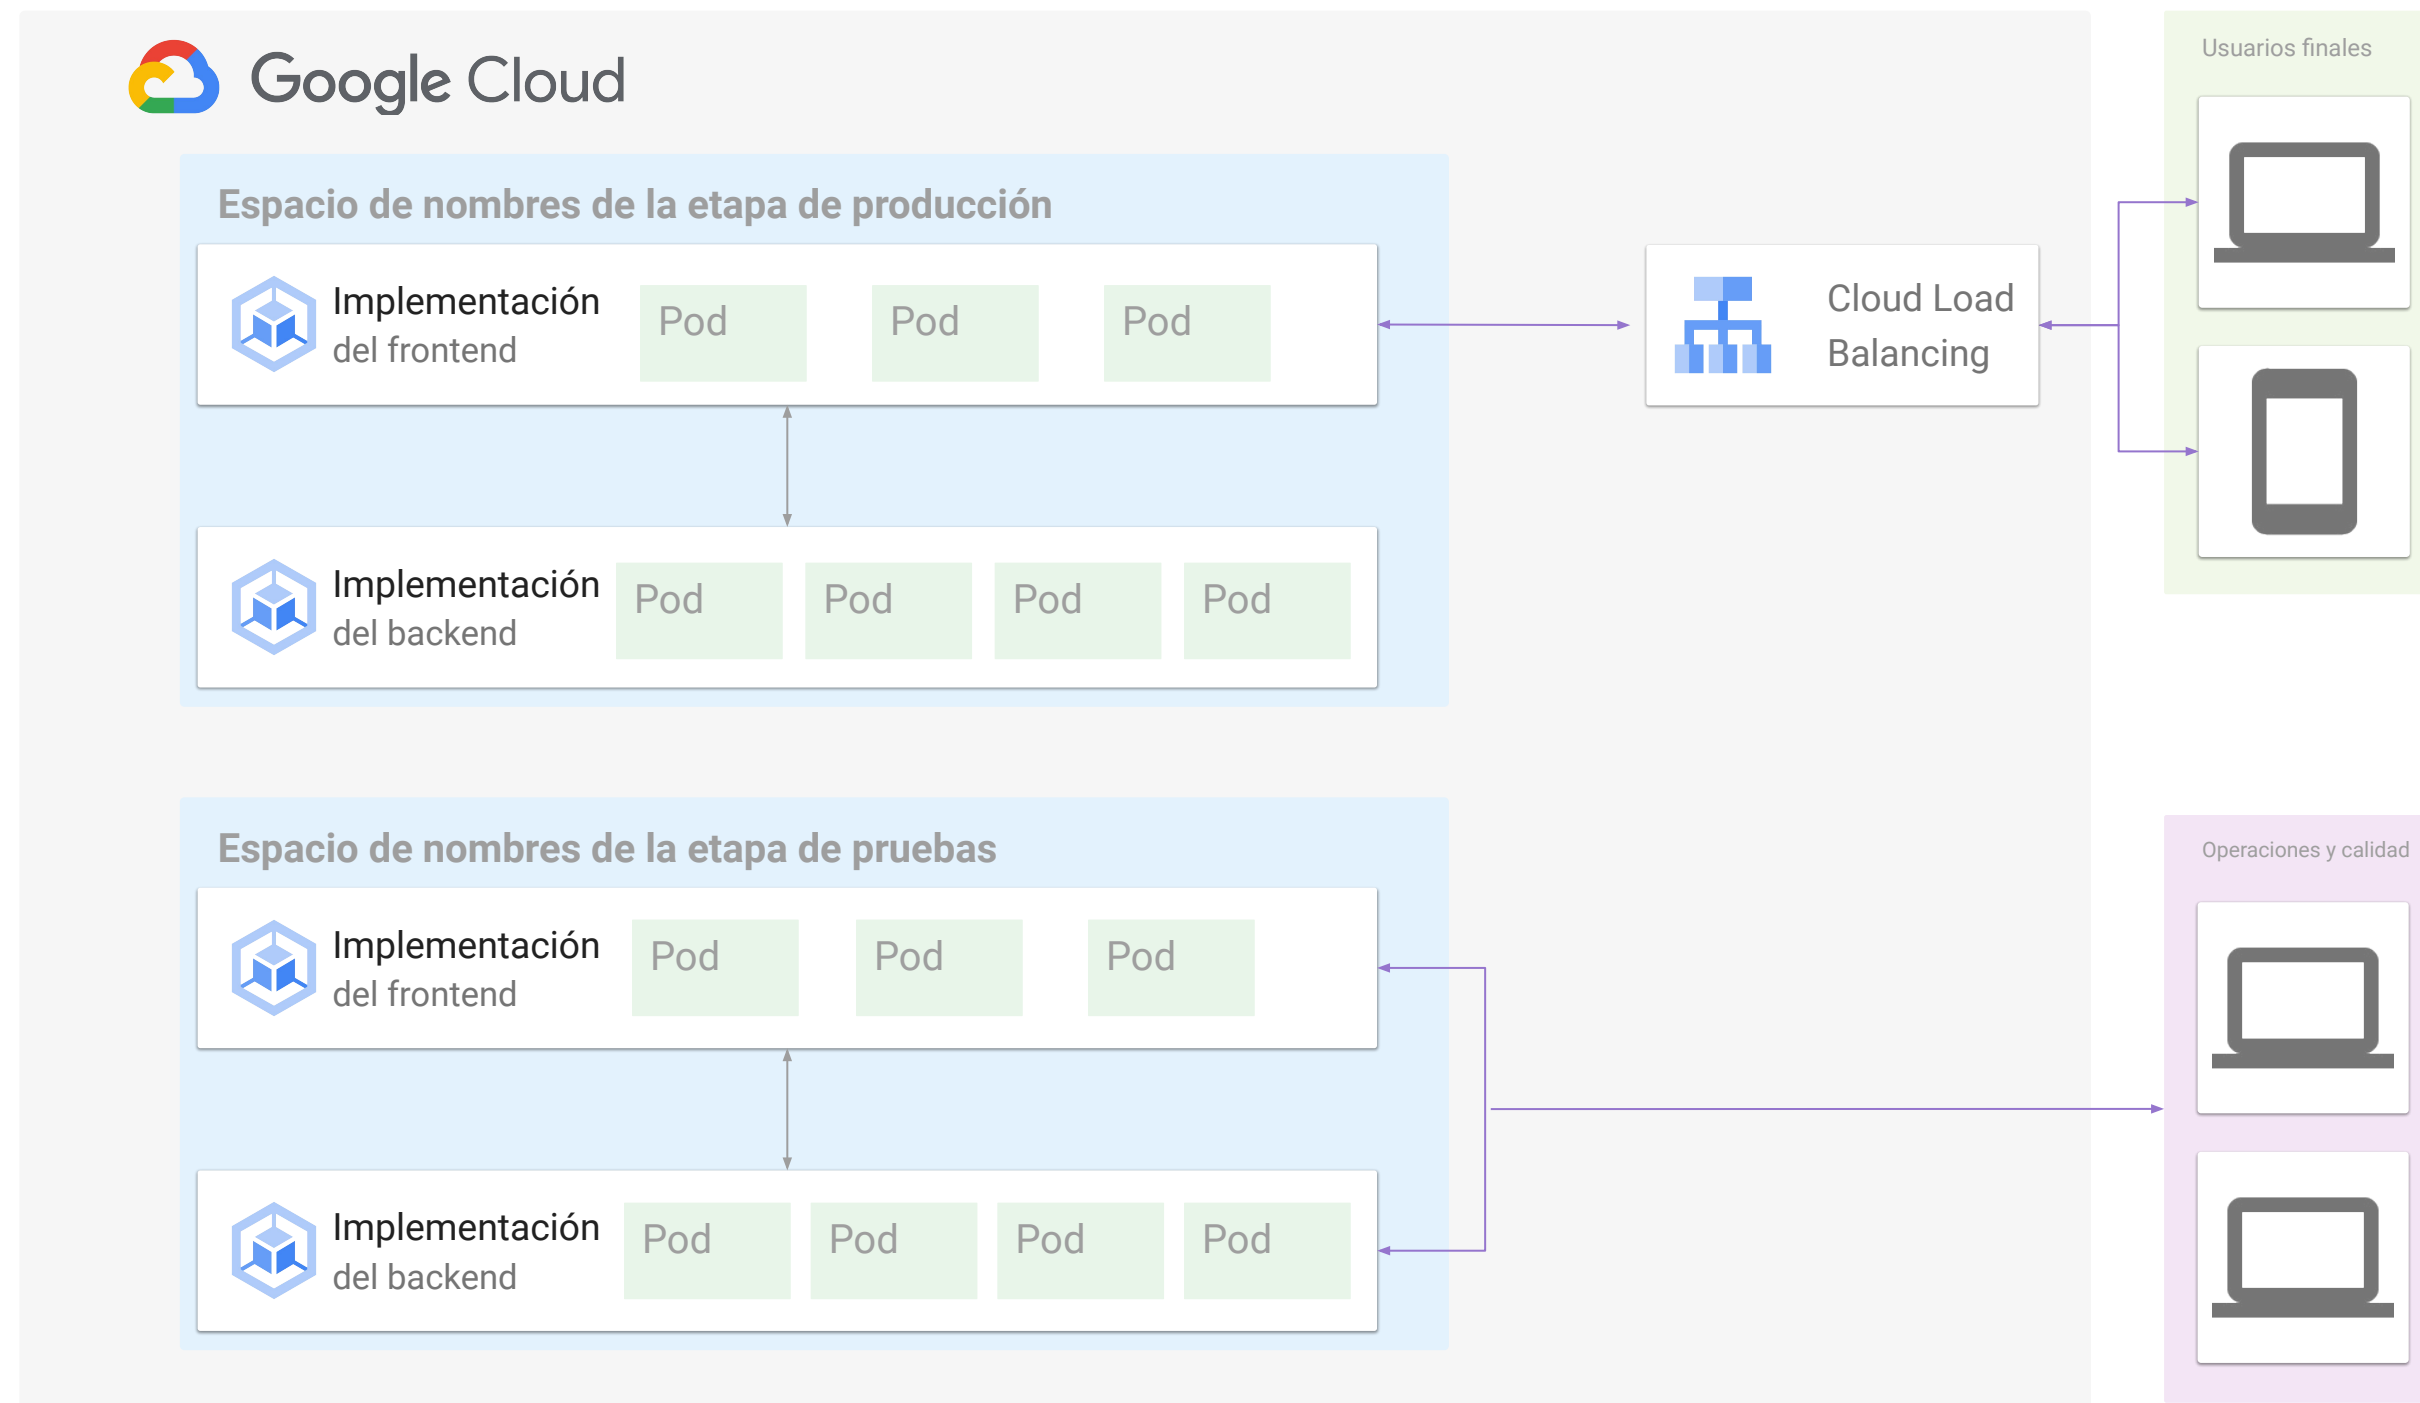 Google Cloud
Usuarios finales
Espacio de nombres de la etapa de producción
Implementación
del frontend
Pod
Pod
Pod
Cloud Load
Balancing
Implementación
del backend
Pod
Pod
Pod
Pod
Espacio de nombres de la etapa de pruebas
Operaciones y calidad
Implementación
del frontend
Pod
Pod
Pod
Implementación
del backend
Pod
Pod
Pod
Pod